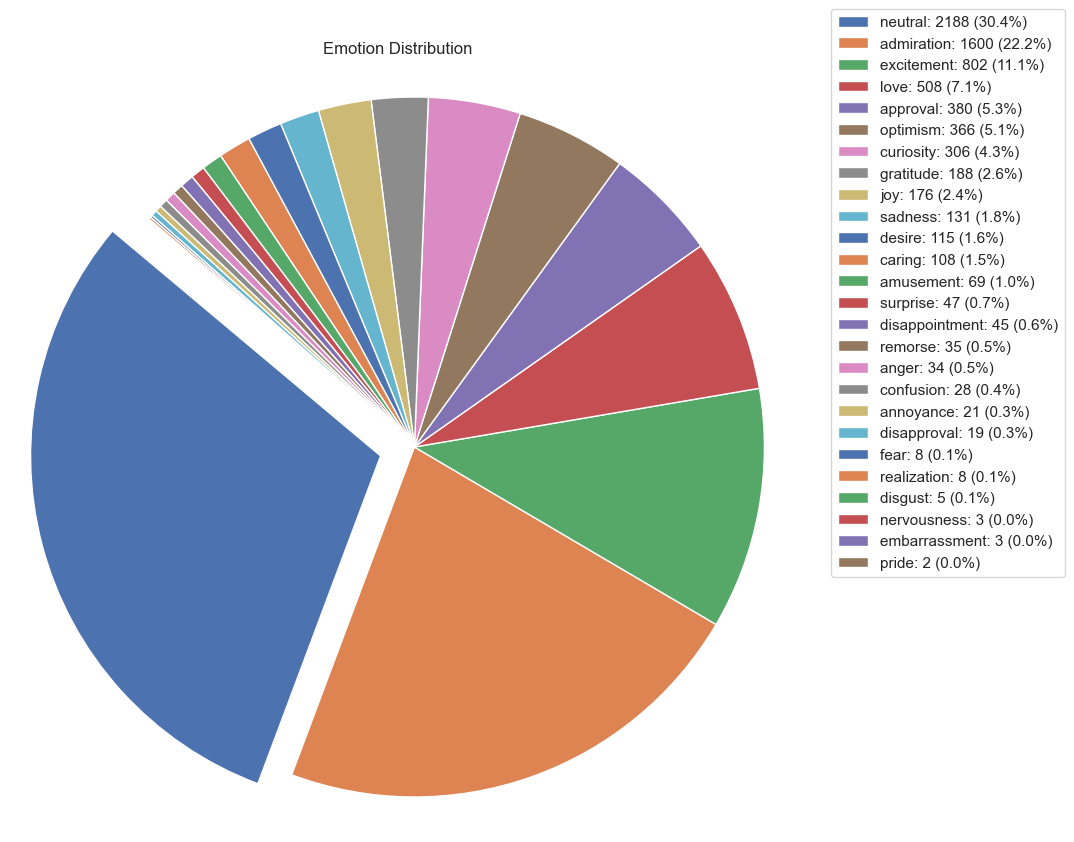 Emotion Distribution
neutral: 2188 (30.4%)
admiration: 1600 (22.2%)
excitement: 802 (11.1%)
love: 508 (7.1%)
approval: 380 (5.3%)
optimism: 366 (5.1%)
curiosity: 306 (4.3%)
gratitude: 188 (2.6%)
joy: 176 (2.4%)
sadness: 131 (1.8%)
desire: 115 (1.6%)
caring: 108 (1.5%)
amusement: 69 (1.0%)
surprise: 47 (0.7%)
disappointment: 45 (0.6%)
remorse: 35 (0.5%)
anger: 34 (0.5%)
confusion: 28 (0.4%)
annoyance: 21 (0.3%)
disapproval: 19 (0.3%)
fear: 8 (0.1%)
realization: 8 (0.1%)
disgust: 5 (0.1%)
nervousness: 3 (0.0%)
embarrassment: 3 (0.0%)
pride: 2 (0.0%)